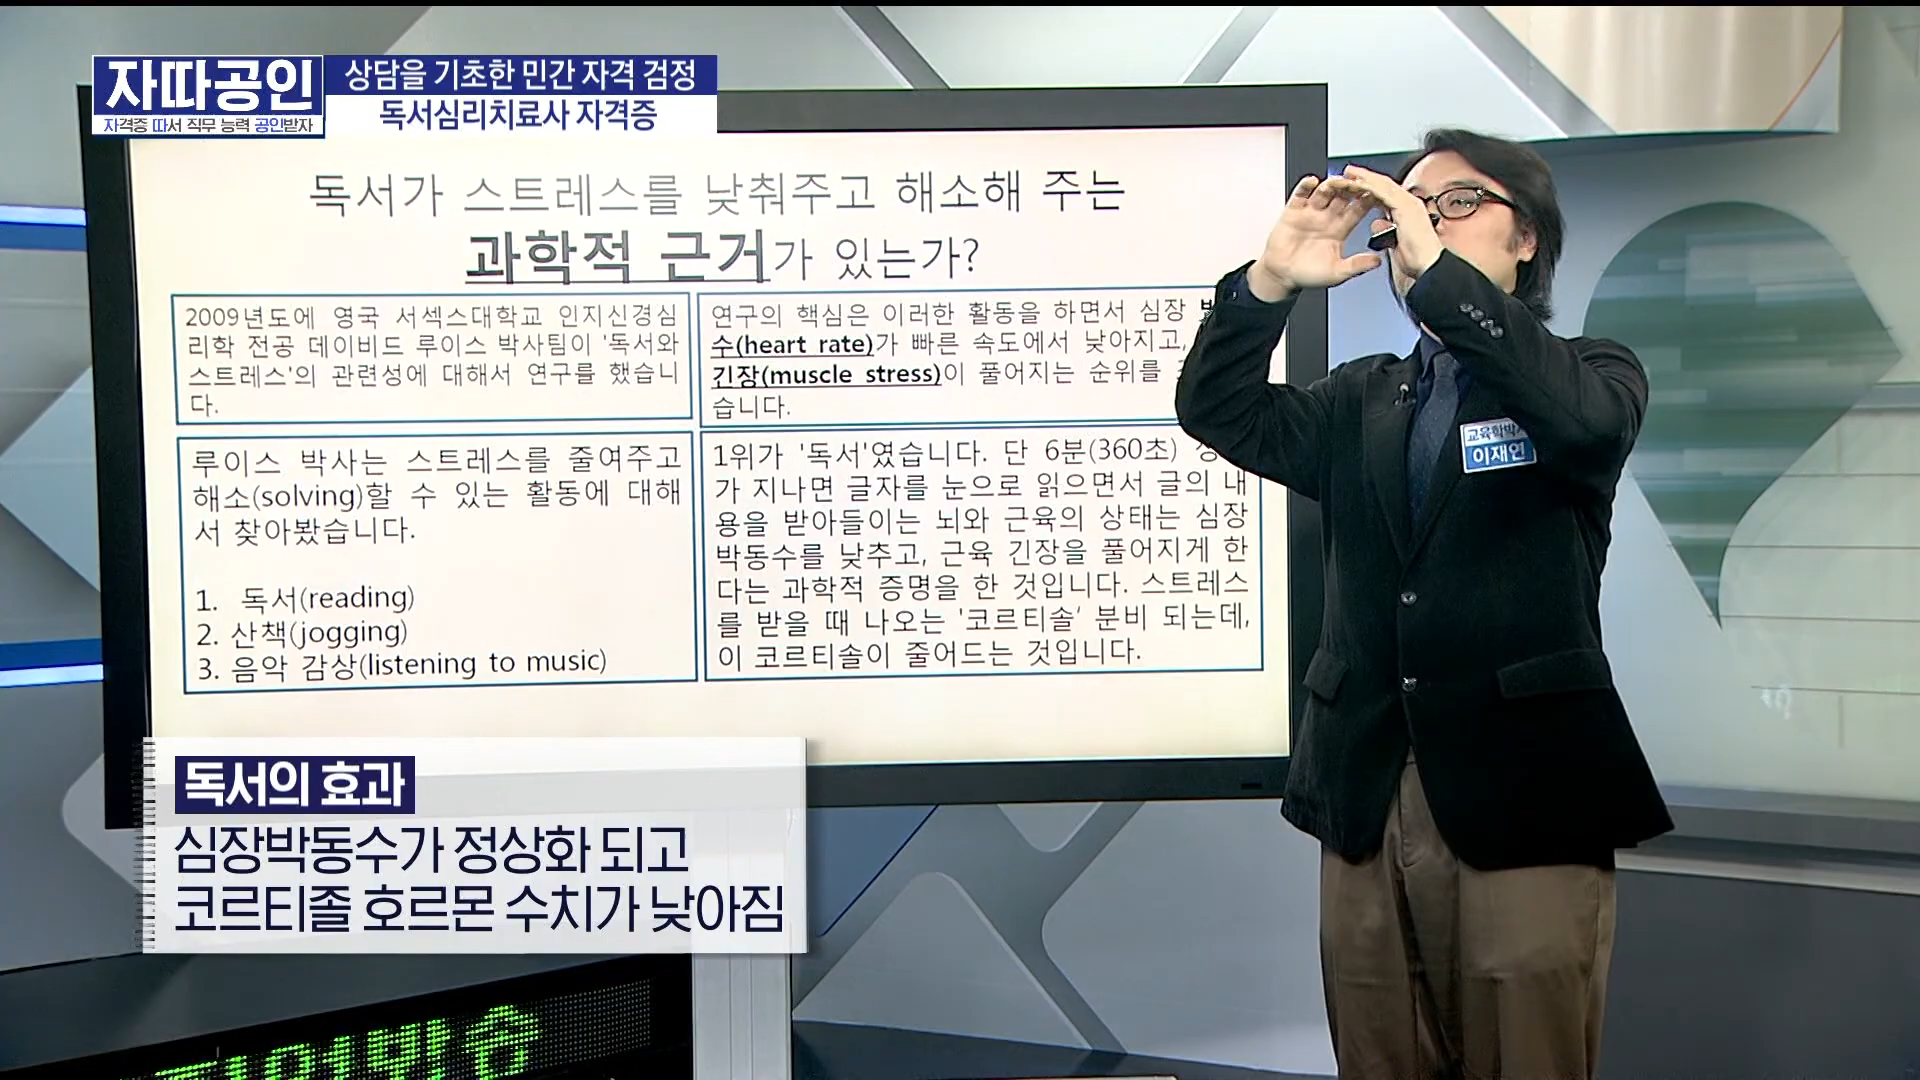 자따공인
자격증 따서 직무 능력 공인받자
상담을 기초한 민간 자격 검정
독서심리치료사 자격증
독서가 스트레스를 낮춰주고 해소해 주는
과학적 근거가 있는가?
2009년도에 영국 서섹스대학교 인지신경심
리학 전공 데이비드 루이스 박사팀이 '독서와
스트레스'의 관련성에 대해서 연구를 했습니
다.
연구의 핵심은 이러한 활동을 하면서 심장
수(heart rate)가 빠른 속도에서 낮아지고,
긴장(muscle stress)이 풀어지는 순위를
습니다.
루이스 박사는 스트레스를 줄여주고
해소(solving)할 수 있는 활동에 대해
서 찾아봤습니다.
1. 독서(reading)
2. 산책(jogging)
3. 음악 감상(listening to music)
1위가 '독서'였습니다. 단 6분(360초)
가 지나면 글자를 눈으로 읽으면서 글의 내
용을 받아들이는 뇌와 근육의 상태는 심장
박동수를 낮추고, 근육 긴장을 풀어지게 한
다는 과학적 증명을 한 것입니다. 스트레스
를 받을 때 나오는 '코르티솔' 분비 되는데,
이 코르티솔이 줄어드는 것입니다.
교육학박사
이재연
독서의 효과
심장박동수가 정상화 되고
코르티졸 호르몬 수치가 낮아짐